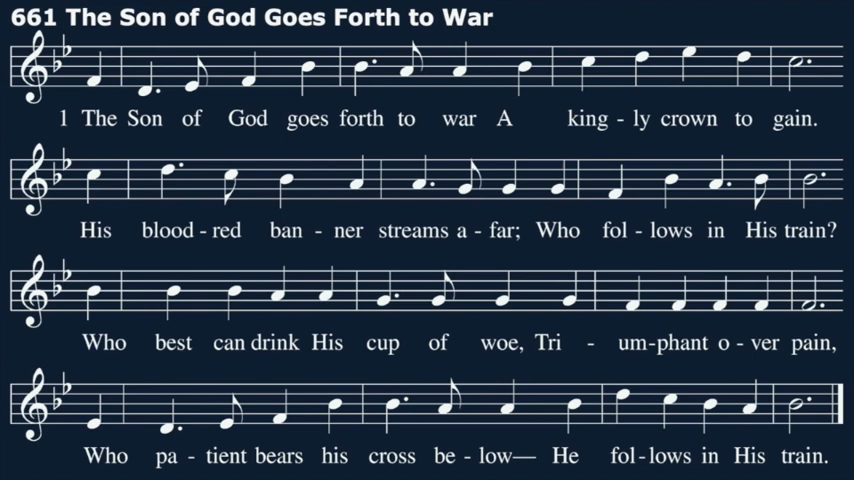 661 The Son of God Goes Forth to War
1 The Son of God goes forth to war A king - ly crown to gain.
His blood - red ban - ner streams a - far; Who fol - lows in His train?
Who best can drink His cup of woe, Tri - um - phant o - ver pain,
Who pa - tient bears his cross be - low— He fol - lows in His train.